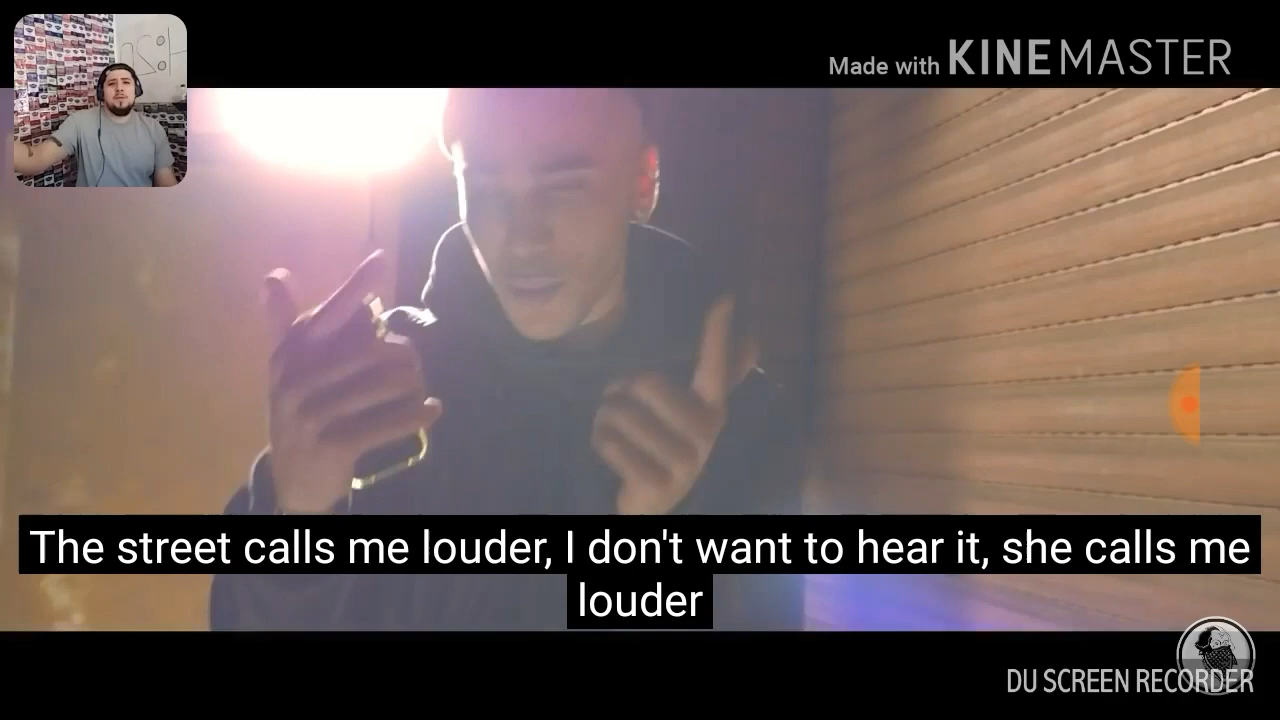 Made with KINEMASTER
The street calls me louder, I don't want to hear it, she calls me
louder
DU SCREEN RECORDER